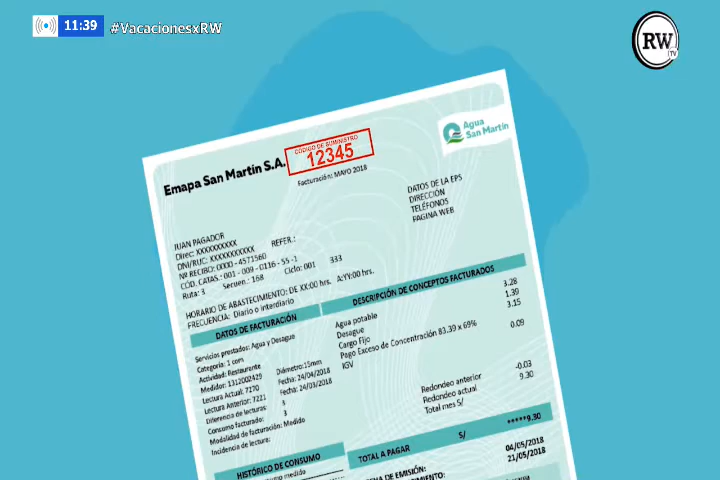 11:39
#VacacionesxRW
RW
TV
Emapa San Martin S.A.
CODIGO DE SUMINISTRO
12345
Facturación: MAYO 2018
Agua
San Martín
DATOS DE LA EPS
DIRECCIÓN
TELÉFONOS
PAGINA WEB
JUAN PAGADOR
Direc: XXXXXXXXXX
DNI/RUC: XXXXXXXXXXX REFER.:
Nº RECIBO: 0000 - 4571560
CÓD. CATAS.: 001 - 009 - 0116 - 55 -1
Ruta: 3 Secuen.: 168 Ciclo: 001 333
HORARIO DE ABASTECIMIENTO: DE XX:00 hrs. A:YY:00 hrs.
FRECUENCIA: Diario o interdiario
DATOS DE FACTURACIÓN
Servicios prestados: Agua y Desague
Categoria: 1 com
Actividad: Restaurante Diámetro:15mm
Medidor: 1312002429 Fecha: 24/04/2018
Lectura Actual: 7270 Fecha: 24/03/2018
Lectura Anterior: 7221
Diferencia de lecturas: 3
Consumo facturado: 3
Modalidad de facturación: Medido
Incidencia de lectura:
DESCRIPCIÓN DE CONCEPTOS FACTURADOS
Agua potable 3.28
Desague 1.39
Cargo Fijo 3.15
Pago Exceso de Concentración 83.39 x 69%
IGV 0.09
Redondeo anterior -0.03
Redondeo actual 9.30
Total mes S/
TOTAL A PAGAR S/ *****9.30
HISTÓRICO DE CONSUMO
04/05/2018
21/05/2018